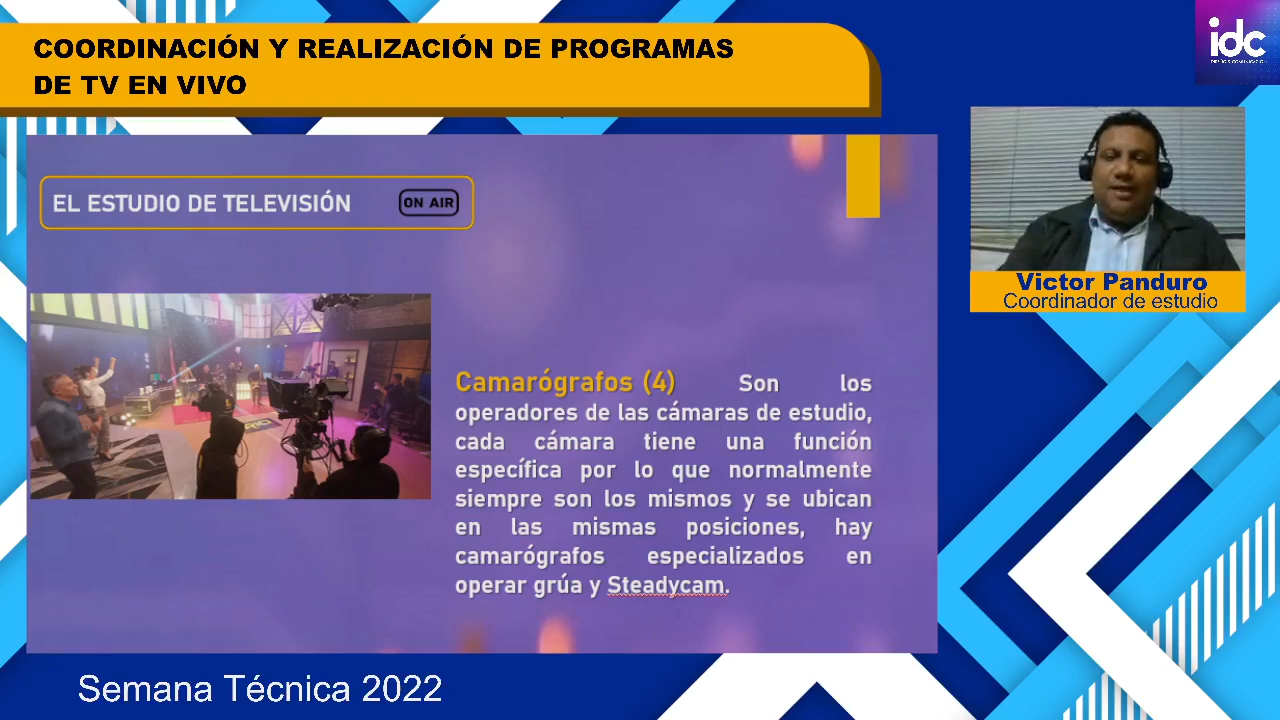 COORDINACIÓN Y REALIZACIÓN DE PROGRAMAS
DE TV EN VIVO
idc
EL ESTUDIO DE TELEVISIÓN
ON AIR
Victor Panduro
Coordinador de estudio
Camarógrafos (4) Son los
operadores de las cámaras de estudio,
cada cámara tiene una función
específica por lo que normalmente
siempre son los mismos y se ubican
en las mismas posiciones, hay
camarógrafos especializados en
operar grúa y Steadycam.
Semana Técnica 2022